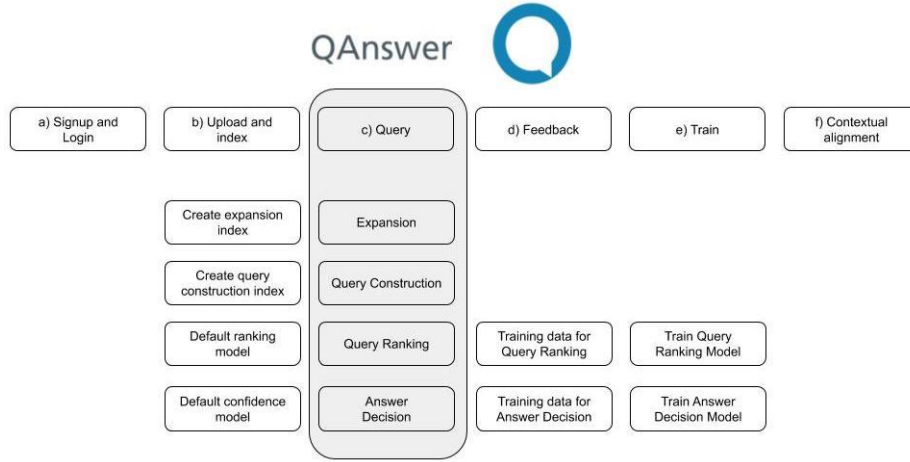 QAnswer
a) Signup and
Login
b) Upload and
index
c) Query
d) Feedback
e) Train
f) Contextual
alignment
Create expansion
index
Expansion
Create query
construction index
Query Construction
Default ranking
model
Query Ranking
Training data for
Query Ranking
Train Query
Ranking Model
Default confidence
model
Answer
Decision
Training data for
Answer Decision
Train Answer
Decision Model